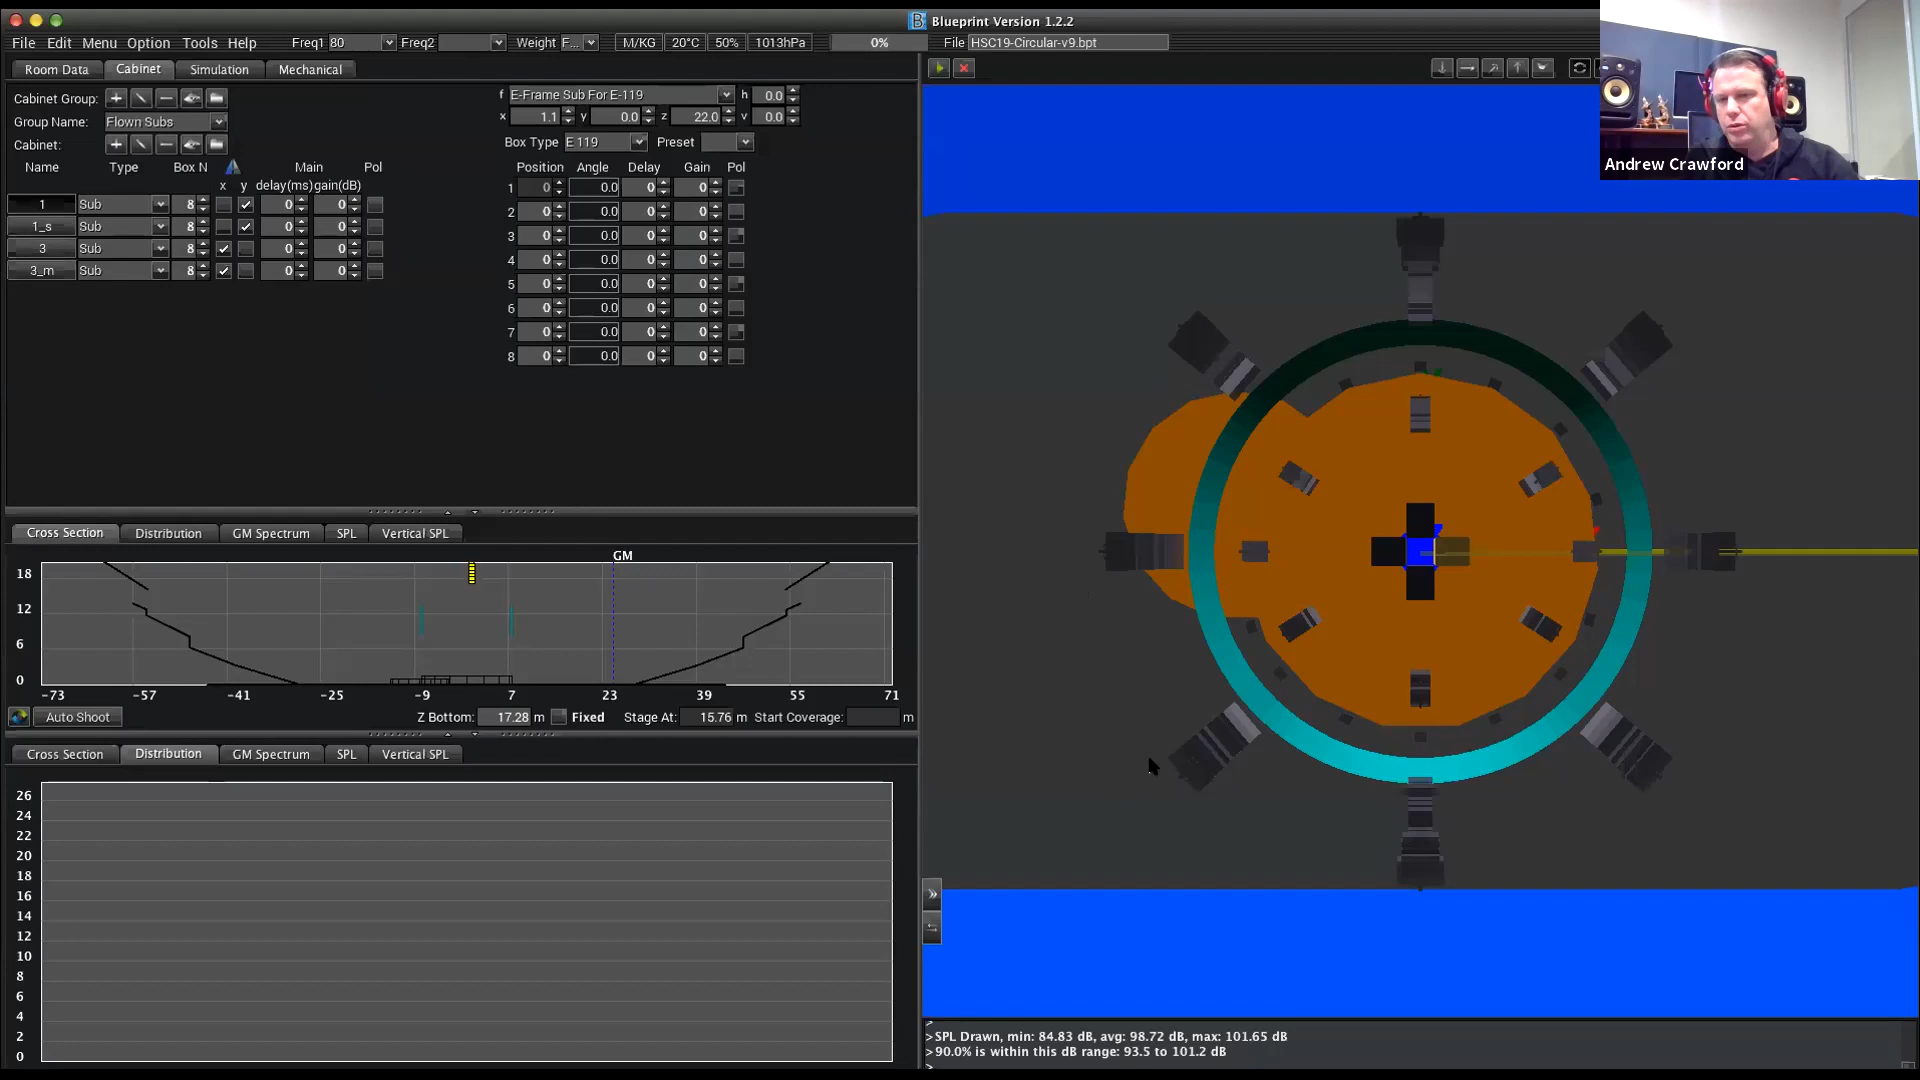 Blueprint Version 1.2.2
File Edit Menu Option Tools Help Freq1 80 Freq2 Weight F... M/KG 20°C 50% 1013hPa 0% File HSC19-Circular-v9.bpt
Room Data Cabinet Simulation Mechanical
Cabinet Group:
Group Name: Flown Subs
Cabinet:
Name Type Box N Main Pol
x y delay(ms) gain(dB)
1 Sub 8 0 0
1_s Sub 8 0 0
3 Sub 8 0 0
3_m Sub 8 0 0
f E-Frame Sub For E-119 h 0.0
x 1.1 y 0.0 z 22.0 v 0.0
Box Type E 119 Preset
Position Angle Delay Gain Pol
1 0 0.0 0 0
2 0 0.0 0 0
3 0 0.0 0 0
4 0 0.0 0 0
5 0 0.0 0 0
6 0 0.0 0 0
7 0 0.0 0 0
8 0 0.0 0 0
Andrew Crawford
Cross Section Distribution GM Spectrum SPL Vertical SPL
GM
18
12
6
0
-73 -57 -41 -25 -9 7 23 39 55 71
Auto Shoot Z Bottom: 17.28 m Fixed Stage At: 15.76 m Start Coverage: m
Cross Section Distribution GM Spectrum SPL Vertical SPL
26
24
22
20
18
16
14
12
10
8
6
4
2
0
>
>SPL Drawn, min: 84.83 dB, avg: 98.72 dB, max: 101.65 dB
>90.0% is within this dB range: 93.5 to 101.2 dB
>